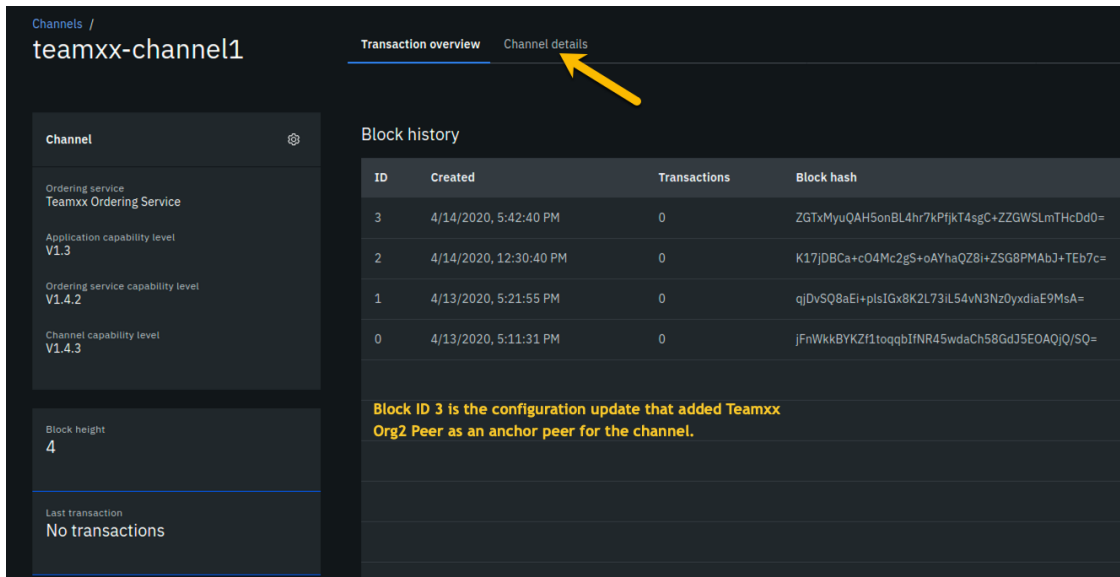 Channels /
teamxx-channel1
Transaction overview Channel details
Channel
Ordering service
Teamxx Ordering Service
Application capability level
V1.3
Ordering service capability level
V1.4.2
Channel capability level
V1.4.3
Block height
4
Last transaction
No transactions
Block history
ID Created Transactions Block hash
3 4/14/2020, 5:42:40 PM 0 ZGTxMyuQAH5onBL4hr7kPfjkT4sgC+ZZGWSLmTHcDd0=
2 4/14/2020, 12:30:40 PM 0 K17jDBCa+cO4Mc2gS+oAYhaQZ8i+ZSG8PMAbJ+TEb7c=
1 4/13/2020, 5:21:55 PM 0 qjDvSQ8aEi+plsIGx8K2L73iL54vN3Nz0yxdiaE9MsA=
0 4/13/2020, 5:11:31 PM 0 jFnWkkBYKZf1toqqbIfNR45wdaCh58GdJ5EOAQjQ/SQ=
Block ID 3 is the configuration update that added Teamxx
Org2 Peer as an anchor peer for the channel.